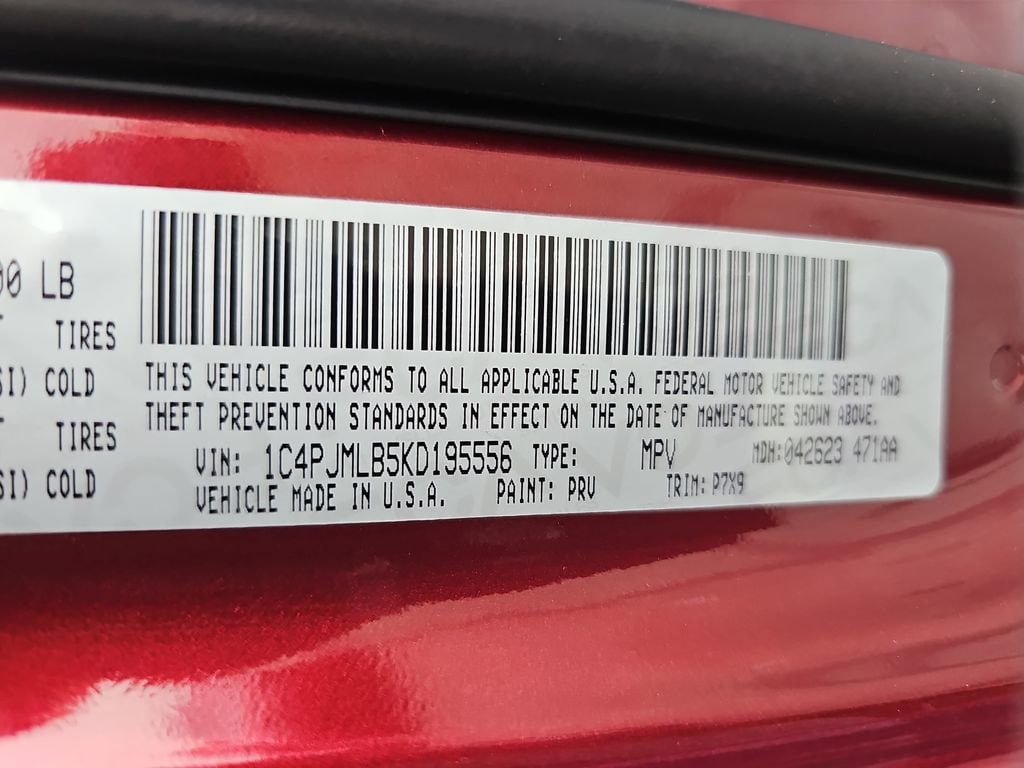 00 LB
TIRES
SI) COLD
TIRES
SI) COLD
THIS VEHICLE CONFORMS TO ALL APPLICABLE U.S.A. FEDERAL MOTOR VEHICLE SAFETY AND
THEFT PREVENTION STANDARDS IN EFFECT ON THE DATE OF MANUFACTURE SHOWN ABOVE.
VIN: 1C4PJMLB5KD195556 TYPE: MPV MDH:042623 471AA
VEHICLE MADE IN U.S.A. PAINT: PRV TRIM: P7X9